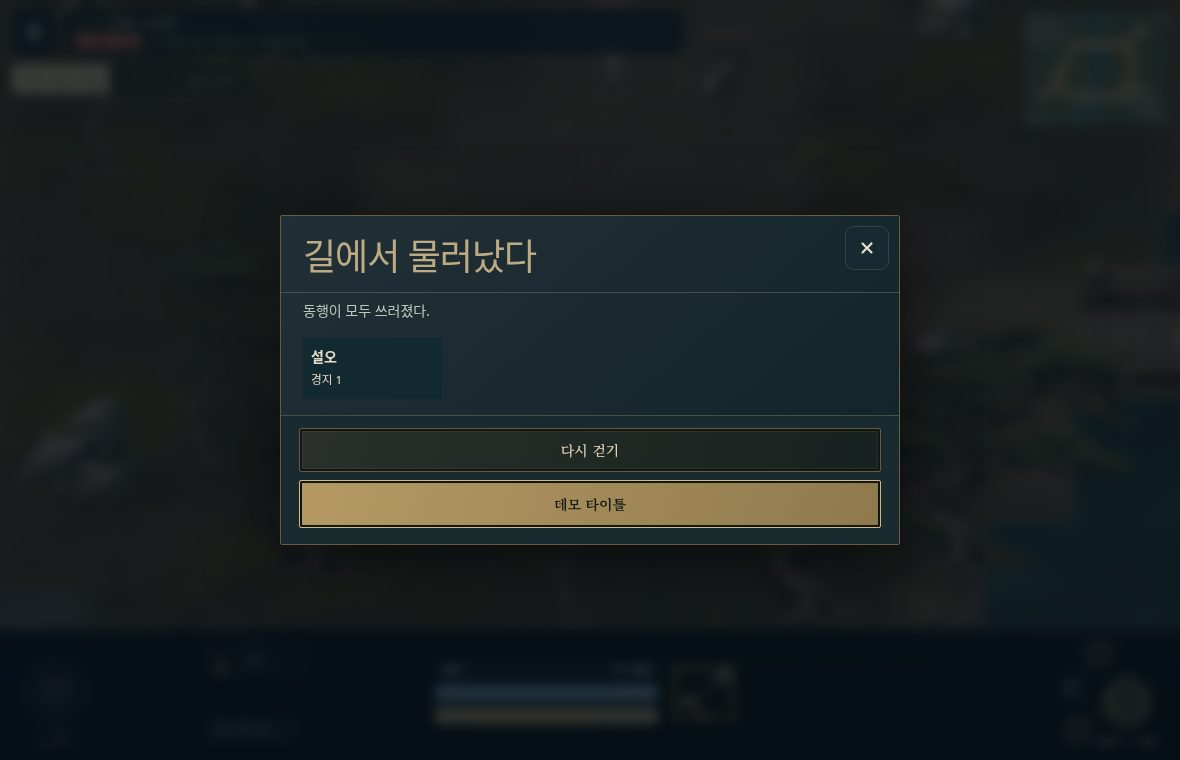 길에서 물러났다
동행이 모두 쓰러졌다.
설오
경지 1
다시 걷기
데모 타이틀